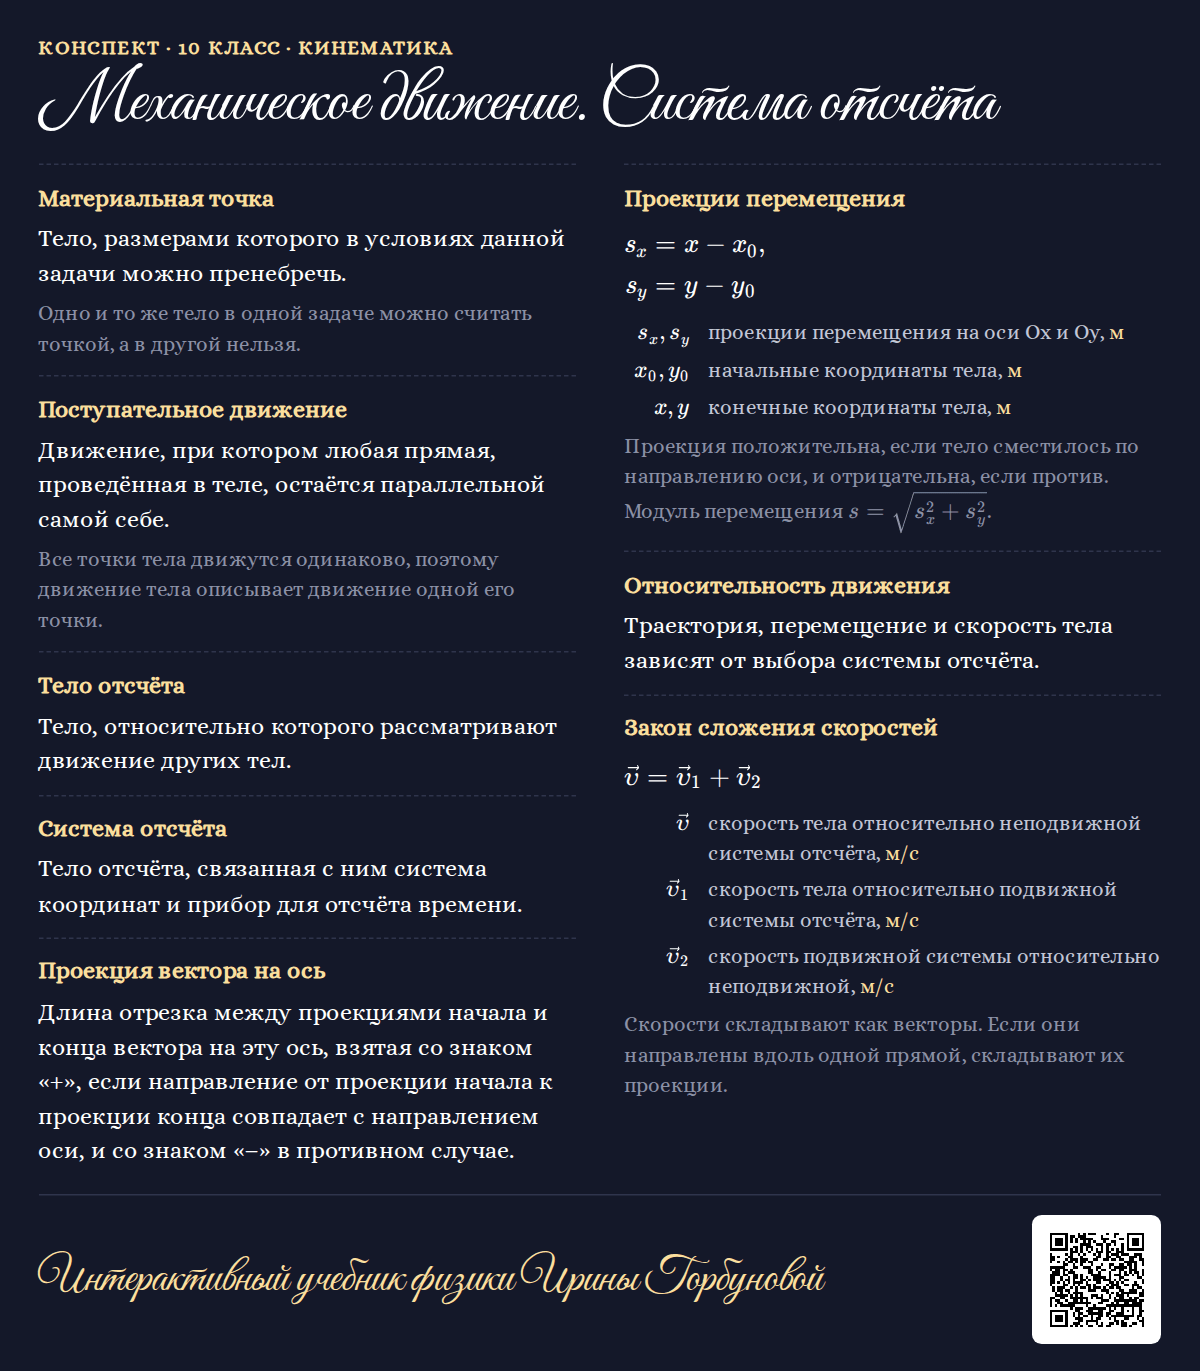 КОНСПЕКТ · 10 КЛАСС · КИНЕМАТИКА
Механическое движение. Система отсчёта
Материальная точка
Тело, размерами которого в условиях данной
задачи можно пренебречь.
Одно и то же тело в одной задаче можно считать
точкой, а в другой нельзя.
Поступательное движение
Движение, при котором любая прямая,
проведённая в теле, остаётся параллельной
самой себе.
Все точки тела движутся одинаково, поэтому
движение тела описывает движение одной его
точки.
Тело отсчёта
Тело, относительно которого рассматривают
движение других тел.
Система отсчёта
Тело отсчёта, связанная с ним система
координат и прибор для отсчёта времени.
Проекция вектора на ось
Длина отрезка между проекциями начала и
конца вектора на эту ось, взятая со знаком
«+», если направление от проекции начала к
проекции конца совпадает с направлением
оси, и со знаком «−» в противном случае.
Проекции перемещения
sₓ = x − x₀,
s_y = y − y₀
sₓ, s_y проекции перемещения на оси Ox и Oy, м
x₀, y₀ начальные координаты тела, м
x, y конечные координаты тела, м
Проекция положительна, если тело сместилось по
направлению оси, и отрицательна, если против.
Модуль перемещения s = √(sₓ² + s_y²).
Относительность движения
Траектория, перемещение и скорость тела
зависят от выбора системы отсчёта.
Закон сложения скоростей
v⃗ = v⃗₁ + v⃗₂
v⃗ скорость тела относительно неподвижной
системы отсчёта, м/с
v⃗₁ скорость тела относительно подвижной
системы отсчёта, м/с
v⃗₂ скорость подвижной системы относительно
неподвижной, м/с
Скорости складывают как векторы. Если они
направлены вдоль одной прямой, складывают их
проекции.
Интерактивный учебник физики Ирины Горбуновой